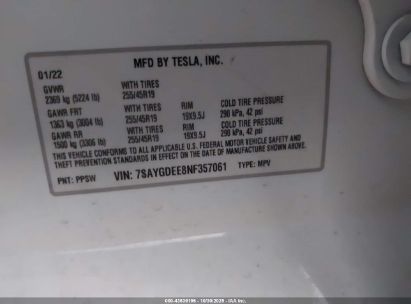 MFD BY TESLA, INC.
01/22
GVWR WITH TIRES
2369 kg (5224 lb) 255/45R19
GAWR FRT WITH TIRES RIM COLD TIRE PRESSURE
1363 kg (3004 lb) 255/45R19 19X9.5J 290 kPa, 42 psi
GAWR RR WITH TIRES RIM COLD TIRE PRESSURE
1500 kg (3306 lb) 255/45R19 19X9.5J 290 kPa, 42 psi
THIS VEHICLE CONFORMS TO ALL APPLICABLE U.S. FEDERAL MOTOR VEHICLE SAFETY AND
THEFT PREVENTION STANDARDS IN EFFECT ON THE DATE OF MANUFACTURE SHOWN ABOVE.
PNT: PPSW VIN: 7SAYGDEE8NF357061 TYPE: MPV